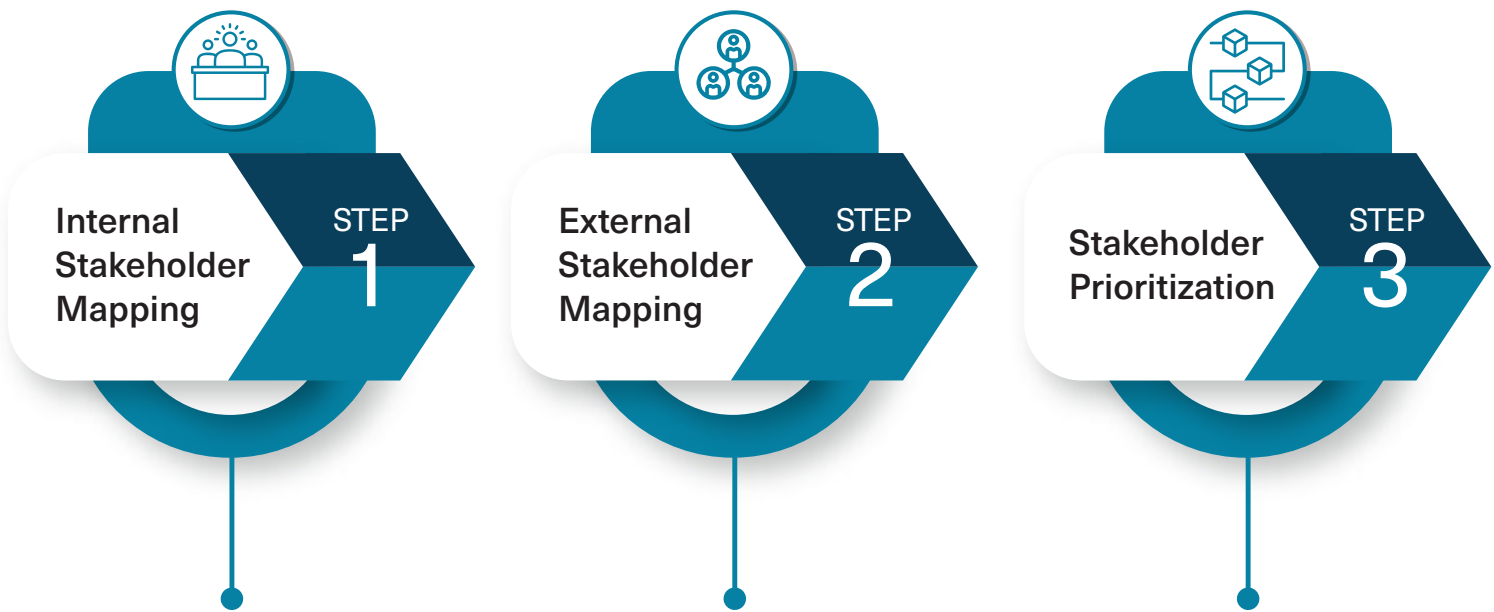 Internal
Stakeholder
Mapping
STEP
1
External
Stakeholder
Mapping
STEP
2
Stakeholder
Prioritization
STEP
3